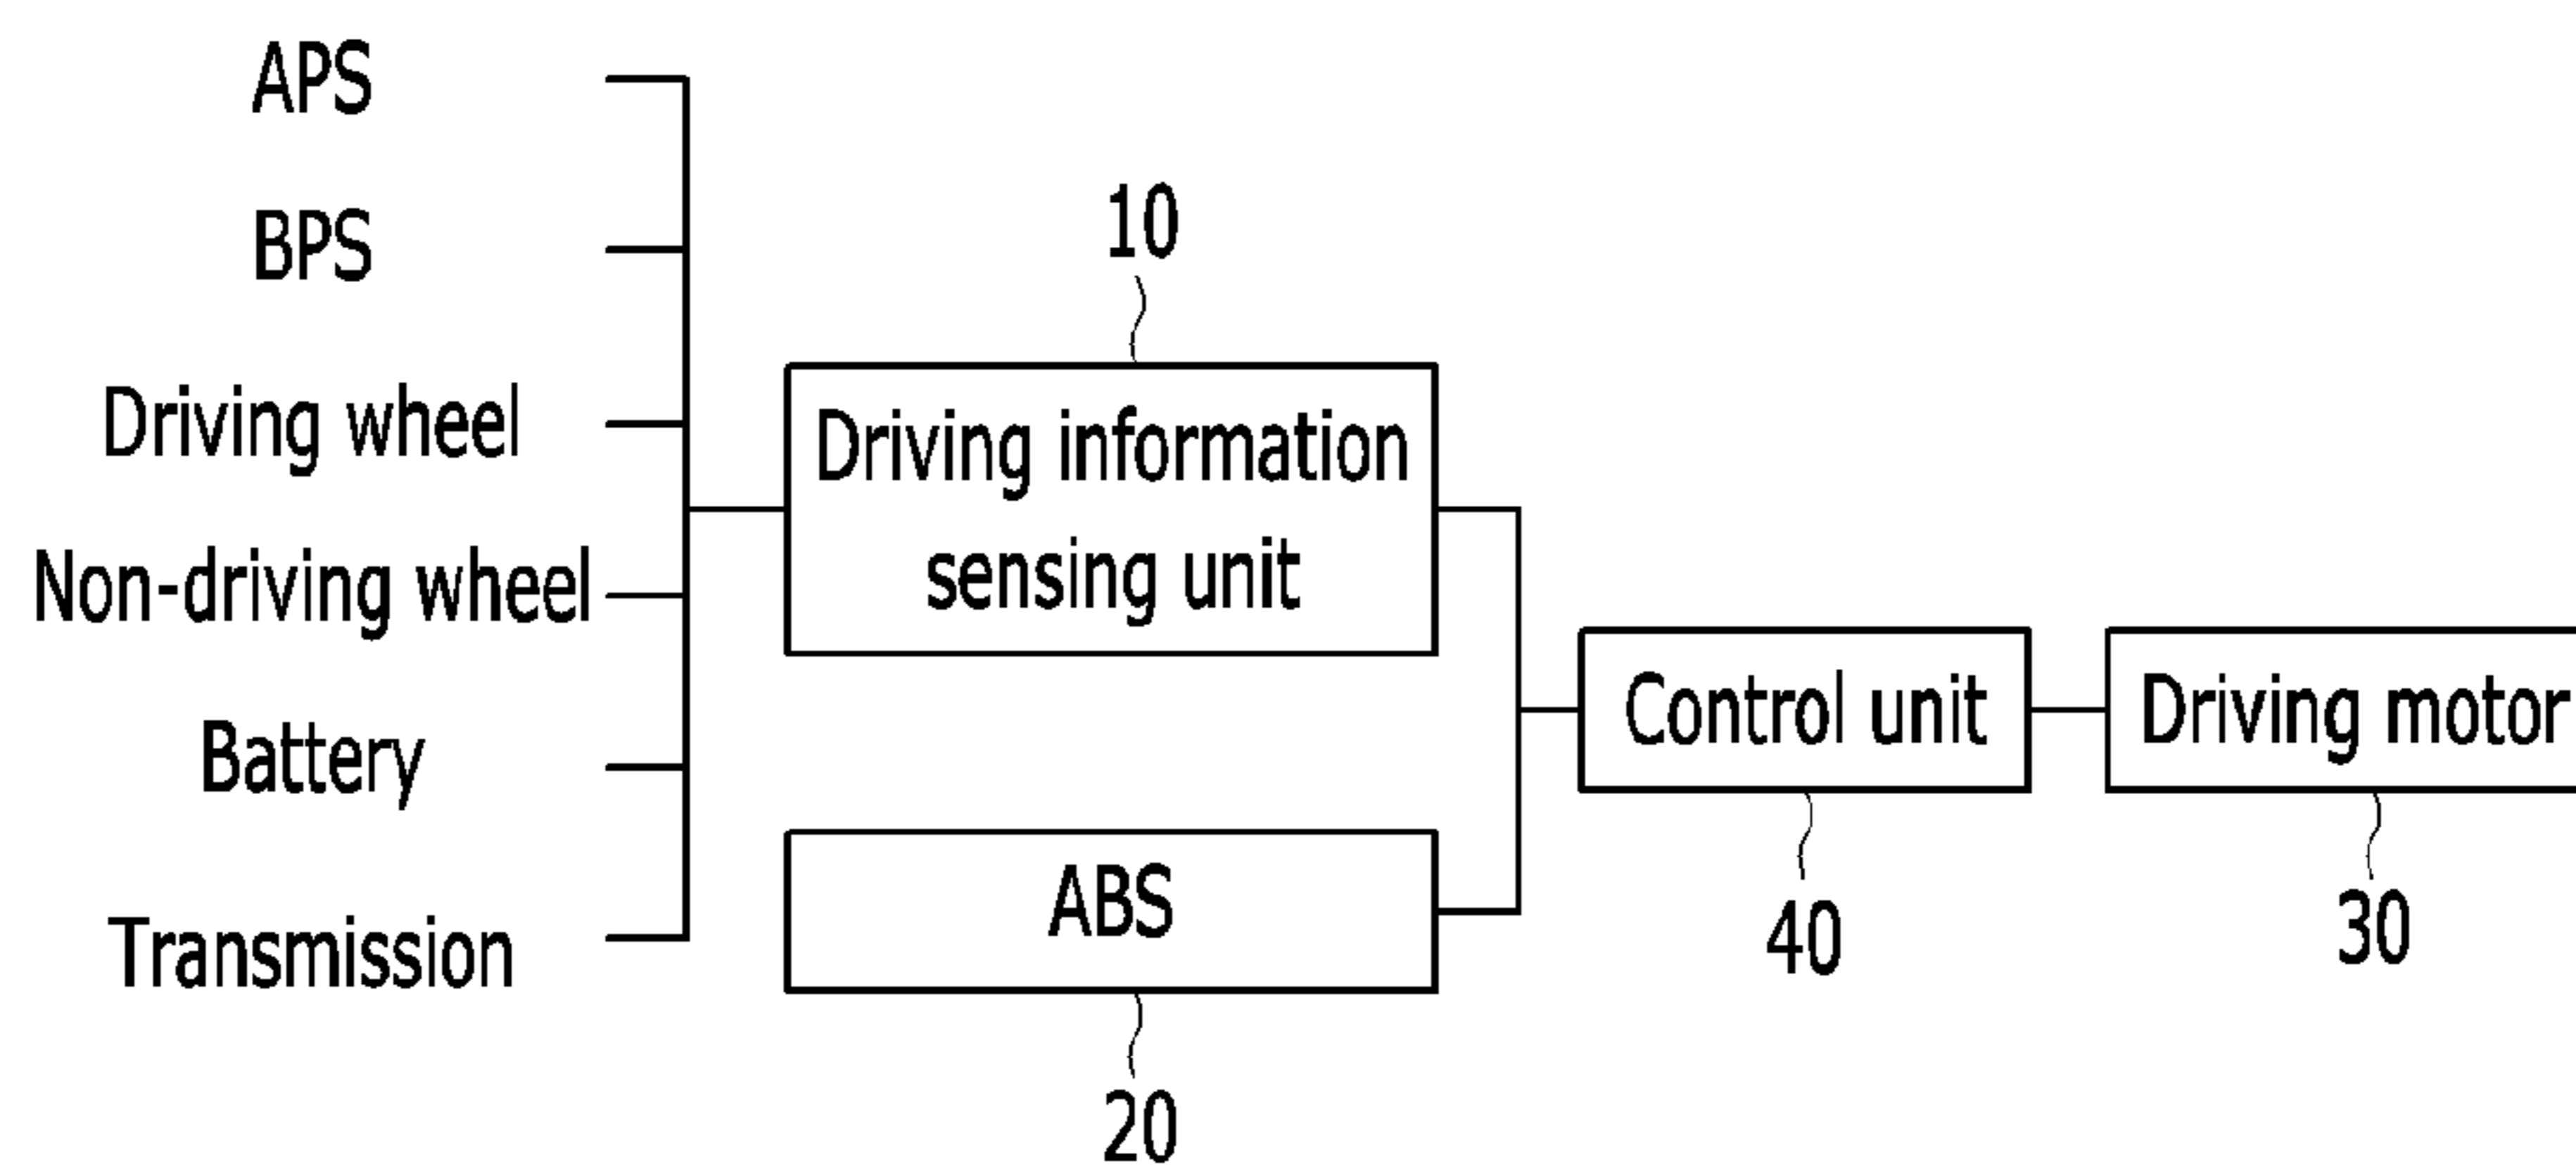 APS
BPS
Driving wheel
Non-driving wheel
Battery
Transmission
10
Driving information
sensing unit
ABS
20
Control unit
40
Driving motor
30